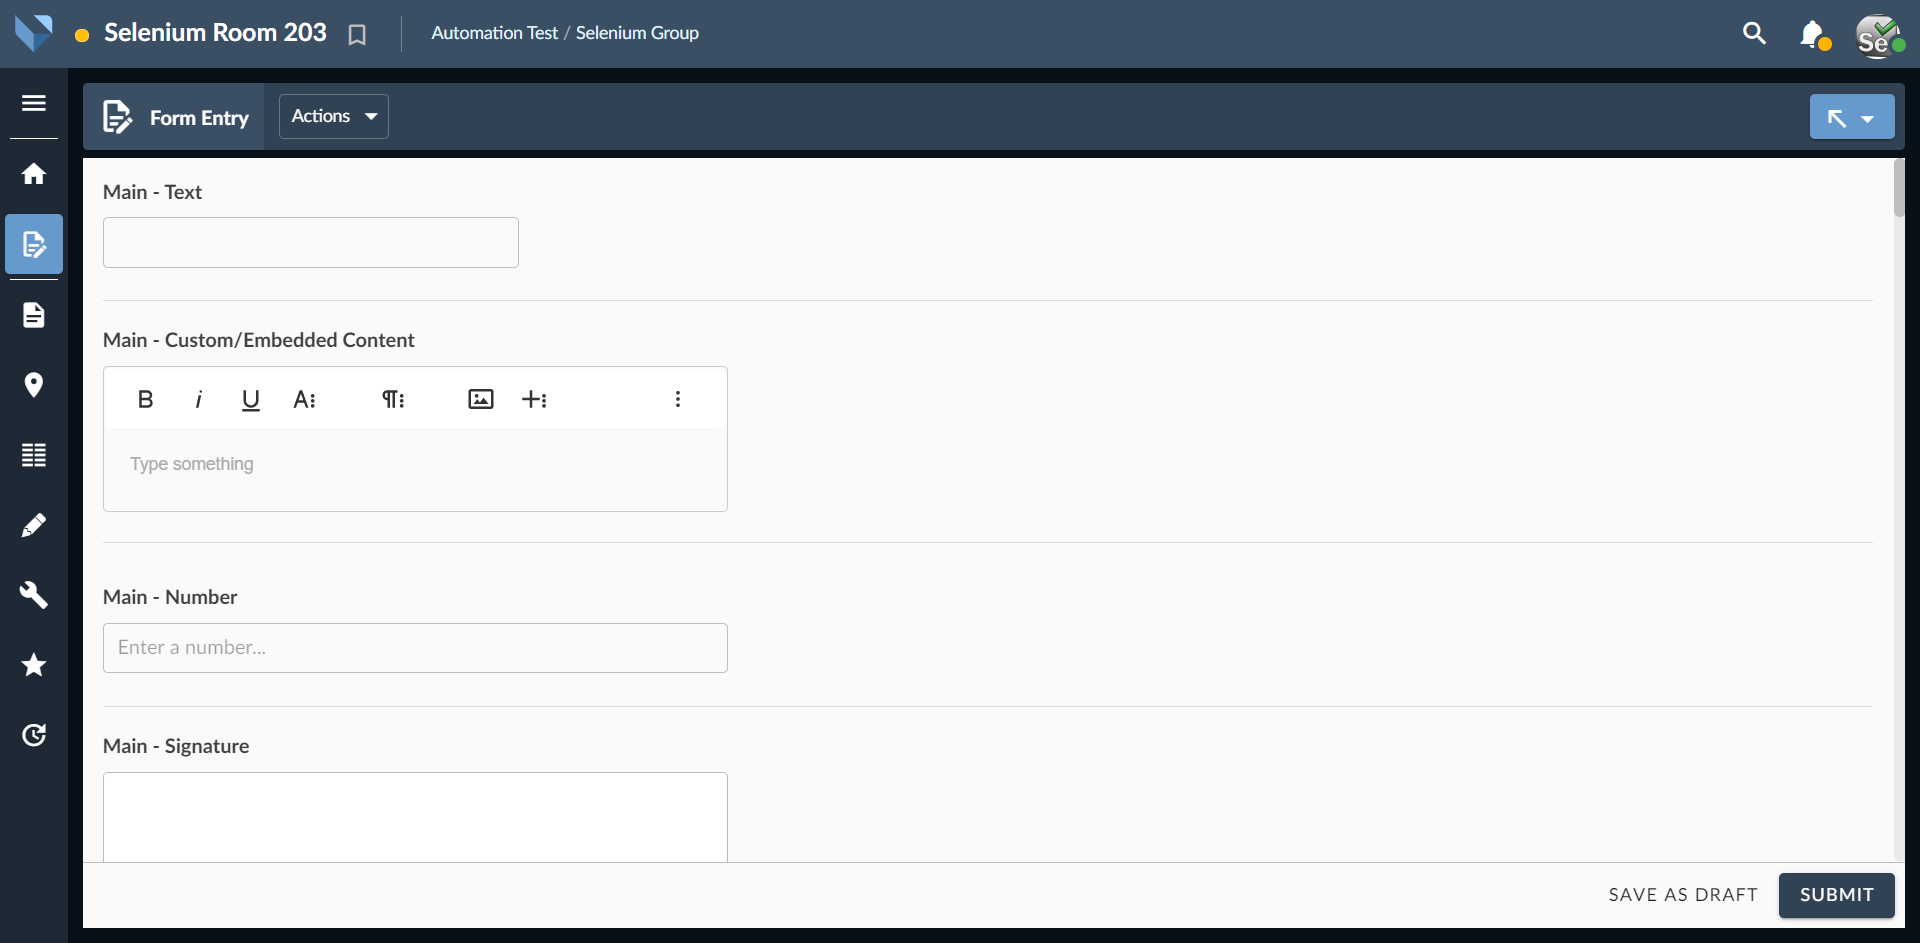 Selenium Room 203
Automation Test / Selenium Group
Se
Form Entry
Actions
Main - Text
Main - Custom/Embedded Content
B i U A
Type something
Main - Number
Enter a number...
Main - Signature
SAVE AS DRAFT
SUBMIT